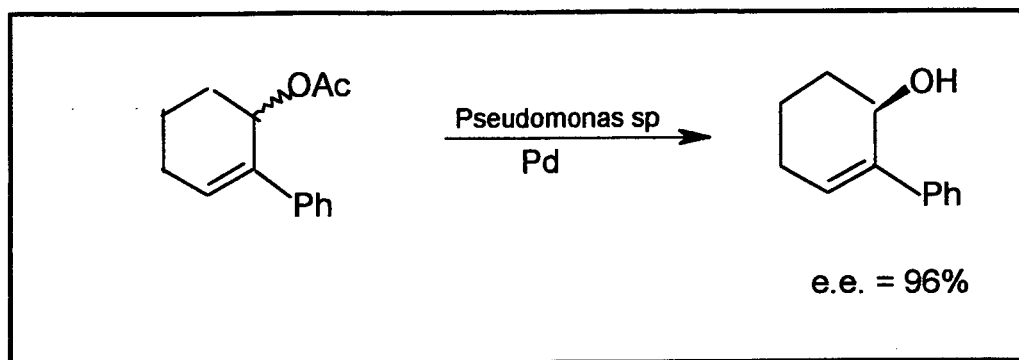 OAc
Ph
Pseudomonas sp
Pd
OH
Ph
e.e. = 96%